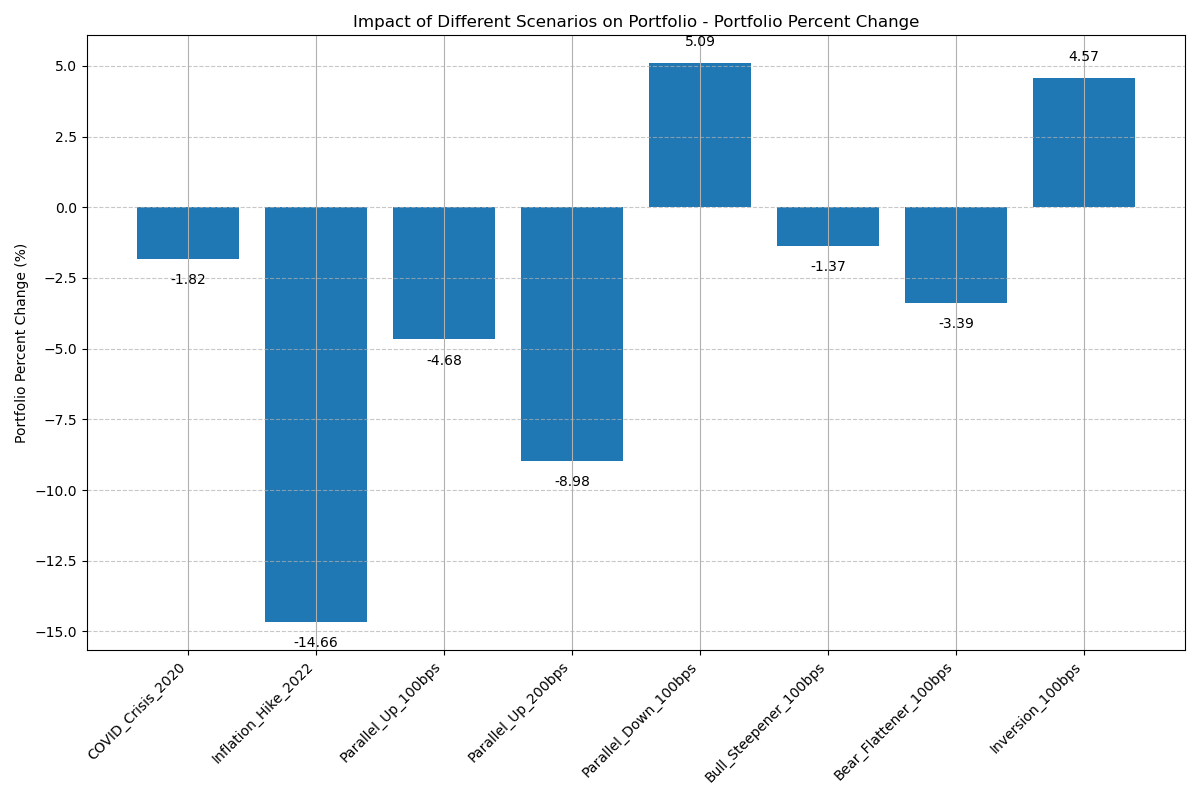 Impact of Different Scenarios on Portfolio - Portfolio Percent Change
Portfolio Percent Change (%)
5.0
2.5
0.0
−2.5
−5.0
−7.5
−10.0
−12.5
−15.0
-1.82
-14.66
-4.68
-8.98
5.09
-1.37
-3.39
4.57
COVID_Crisis_2020
Inflation_Hike_2022
Parallel_Up_100bps
Parallel_Up_200bps
Parallel_Down_100bps
Bull_Steepener_100bps
Bear_Flattener_100bps
Inversion_100bps